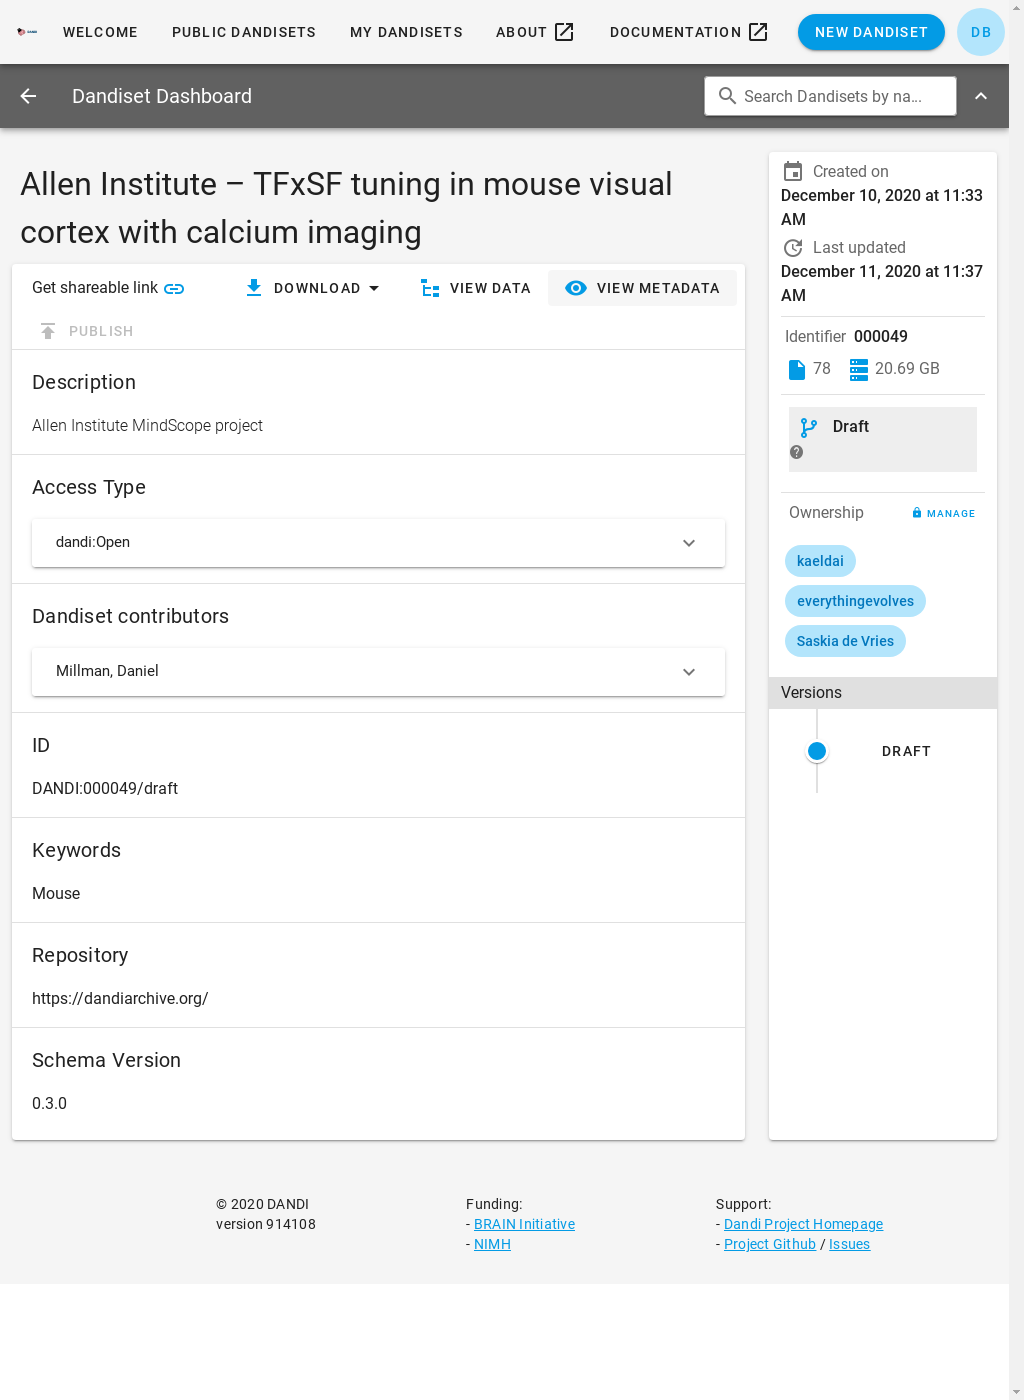 WELCOME PUBLIC DANDISETS MY DANDISETS ABOUT DOCUMENTATION NEW DANDISET DB
Dandiset Dashboard
Search Dandisets by na...
Allen Institute – TFxSF tuning in mouse visual
cortex with calcium imaging
Get shareable link DOWNLOAD VIEW DATA VIEW METADATA
PUBLISH
Description
Allen Institute MindScope project
Access Type
dandi:Open
Dandiset contributors
Millman, Daniel
ID
DANDI:000049/draft
Keywords
Mouse
Repository
https://dandiarchive.org/
Schema Version
0.3.0
Created on
December 10, 2020 at 11:33
AM
Last updated
December 11, 2020 at 11:37
AM
Identifier 000049
78 20.69 GB
Draft
Ownership MANAGE
kaeldai
everythingevolves
Saskia de Vries
Versions
DRAFT
© 2020 DANDI
version 914108
Funding:
- BRAIN Initiative
- NIMH
Support:
- Dandi Project Homepage
- Project Github / Issues